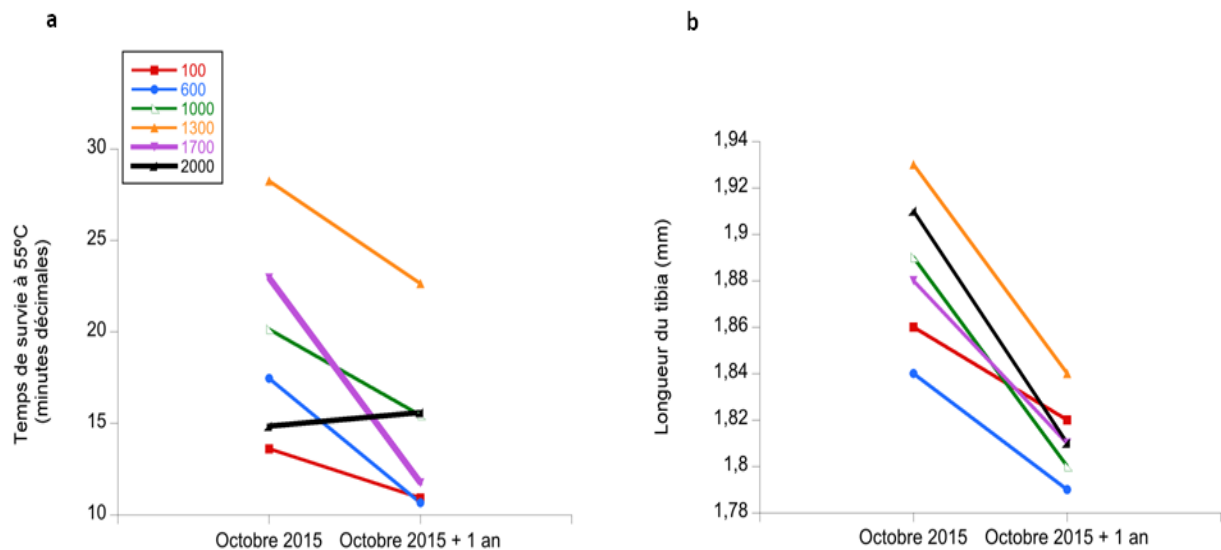 a
100
600
1000
1300
1700
2000
30
25
20
15
10
Temps de survie à 55ºC
(minutes décimales)
Octobre 2015
Octobre 2015 + 1 an
b
1,94
1,92
1,9
1,88
1,86
1,84
1,82
1,8
1,78
Longueur du tibia (mm)
Octobre 2015
Octobre 2015 + 1 an